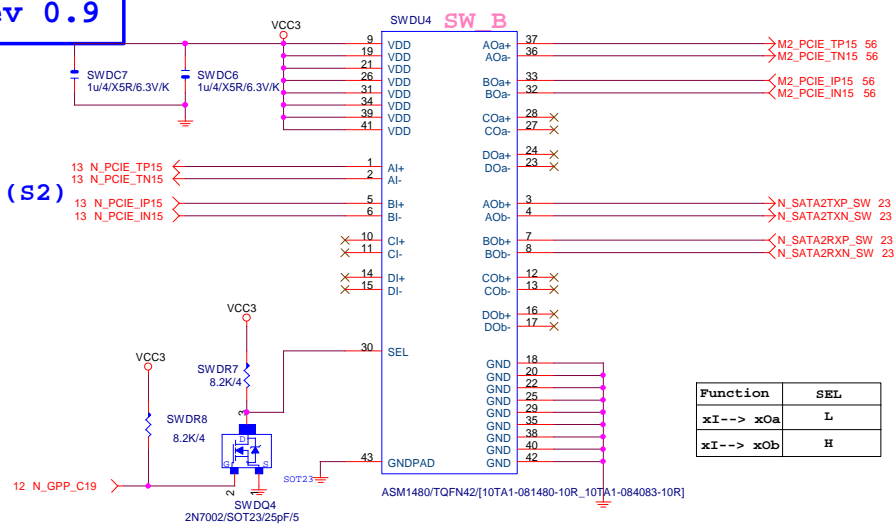 ev 0.9
VCC3
SWDU4
SW_B
SWDC7
1u/4/X5R/6.3V/K
SWDC6
1u/4/X5R/6.3V/K
9 VDD
19 VDD
21 VDD
26 VDD
31 VDD
34 VDD
39 VDD
41 VDD
AOa+ 37 M2_PCIE_TP15 56
AOa- 36 M2_PCIE_TN15 56
BOa+ 33 M2_PCIE_IP15 56
BOa- 32 M2_PCIE_IN15 56
COa+ 28
COa- 27
DOa+ 24
DOa- 23
13 N_PCIE_TP15 1 AI+
13 N_PCIE_TN15 2 AI-
(S2)
13 N_PCIE_IP15 5 BI+
13 N_PCIE_IN15 6 BI-
10 CI+
11 CI-
14 DI+
15 DI-
AOb+ 3 N_SATA2TXP_SW 23
AOb- 4 N_SATA2TXN_SW 23
BOb+ 7 N_SATA2RXP_SW 23
BOb- 8 N_SATA2RXN_SW 23
COb+ 12
COb- 13
DOb+ 16
DOb- 17
VCC3
30 SEL
VCC3
SWDR7
8.2K/4
SWDR8
8.2K/4
3
D
G
S
2
1
12 N_GPP_C19
SWDQ4
2N7002/SOT23/25pF/5
SOT23
43 GNDPAD
GND 18
GND 20
GND 22
GND 25
GND 29
GND 35
GND 38
GND 40
GND 42
ASM1480/TQFN42/[10TA1-081480-10R_10TA1-084083-10R]
Function SEL
xI--> xOa L
xI--> xOb H